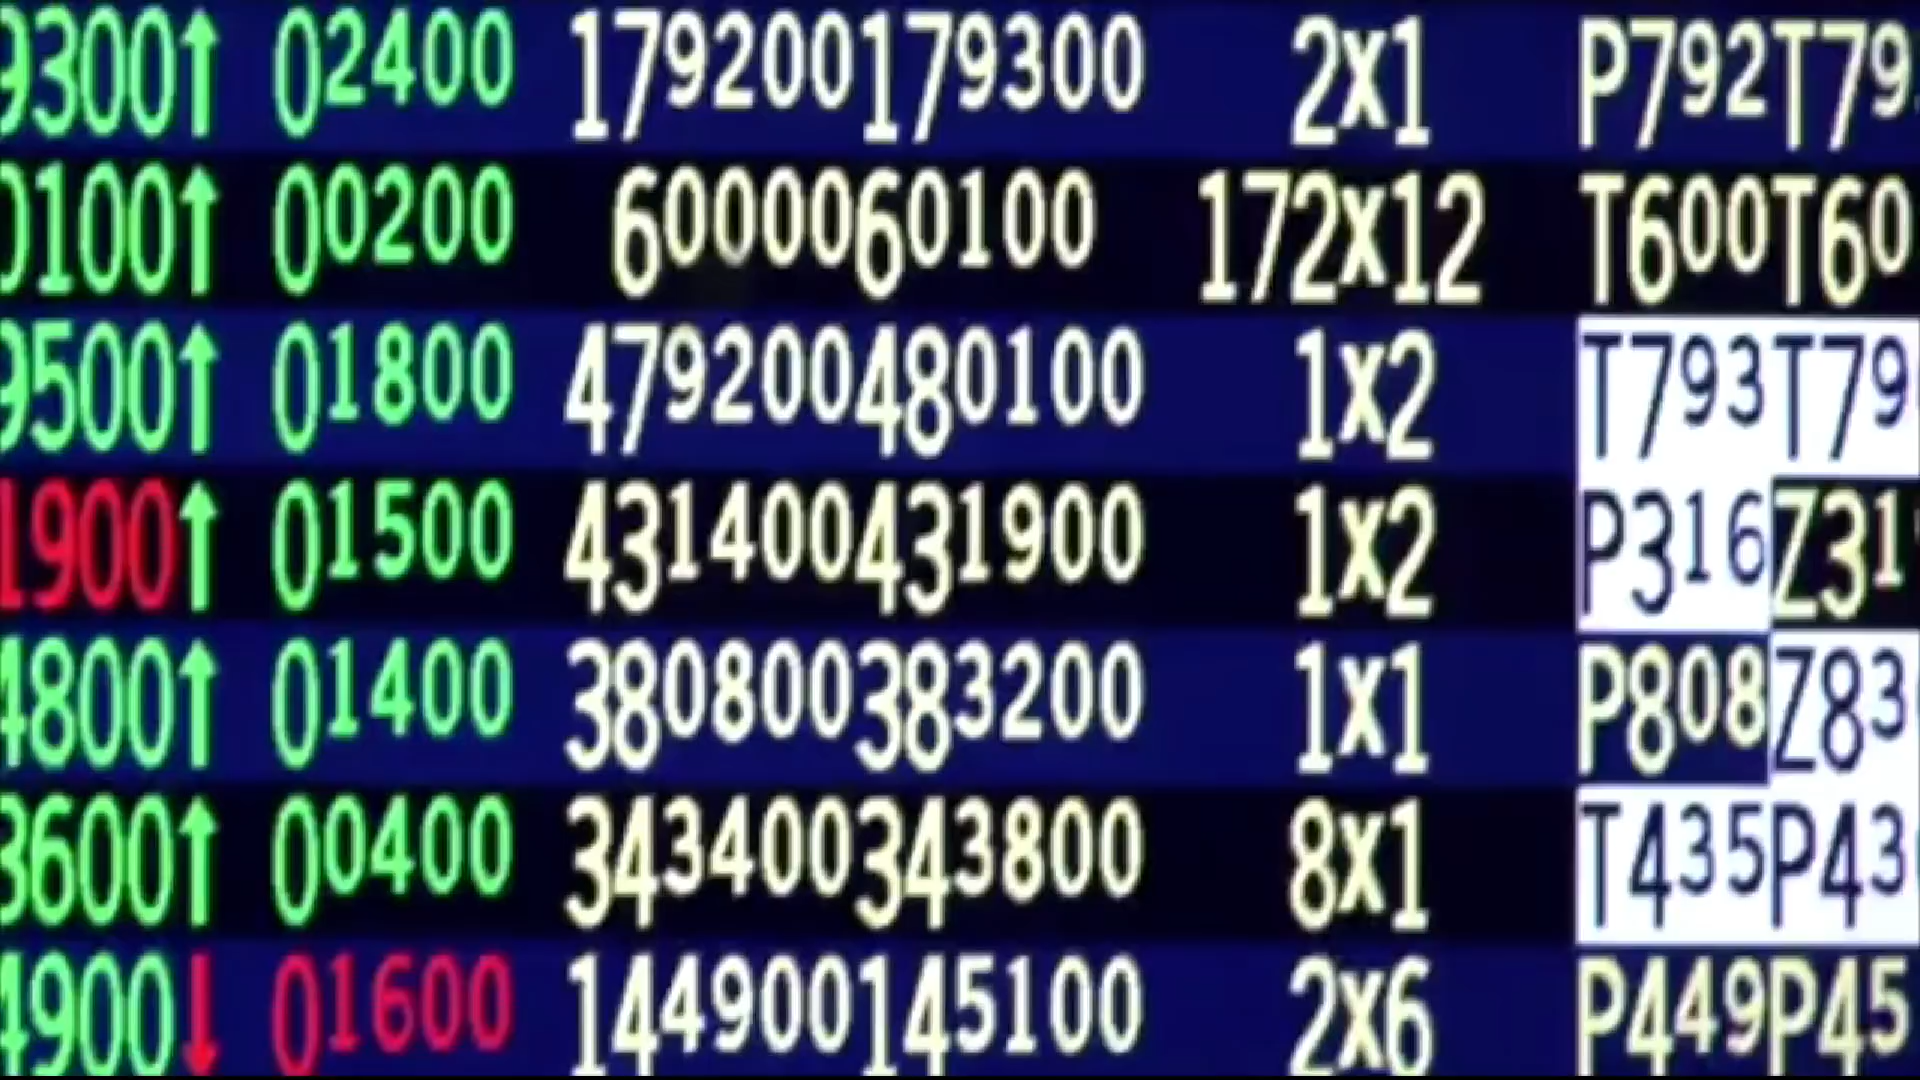 9300↑ 02400 179200179300 2X1 P792T79
0100↑ 00200 6000060100 172X12 T600T60
9500↑ 01800 479200480100 1X2 T793T79
1900↑ 01500 431400431900 1X2 P316Z31
4800↑ 01400 380800383200 1X1 P808Z83
3600↑ 00400 343400343800 8X1 T435P43
4900↓ 01600 144900145100 2X6 P449P45